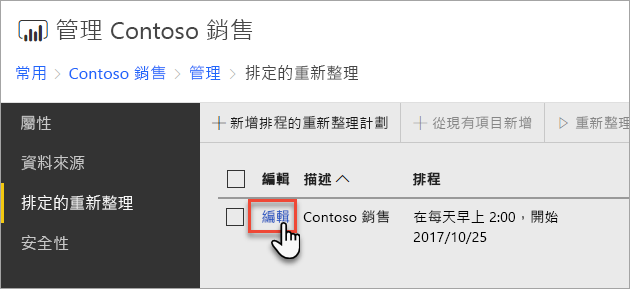 管理 Contoso 銷售
常用 > Contoso 銷售 > 管理 > 排定的重新整理
屬性
資料來源
排定的重新整理
安全性
+新增排程的重新整理計劃
+ 從現有項目新增
▷ 重新整理
編輯 描述 排程
編輯 Contoso 銷售 在每天早上 2:00，開始
2017/10/25